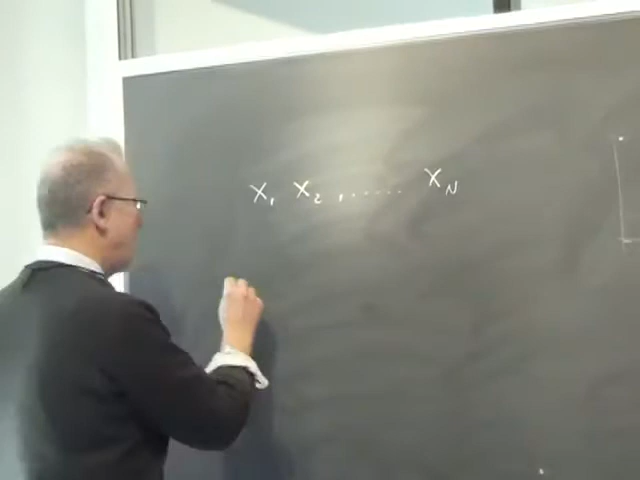 X₁ X₂ , ...... X_N